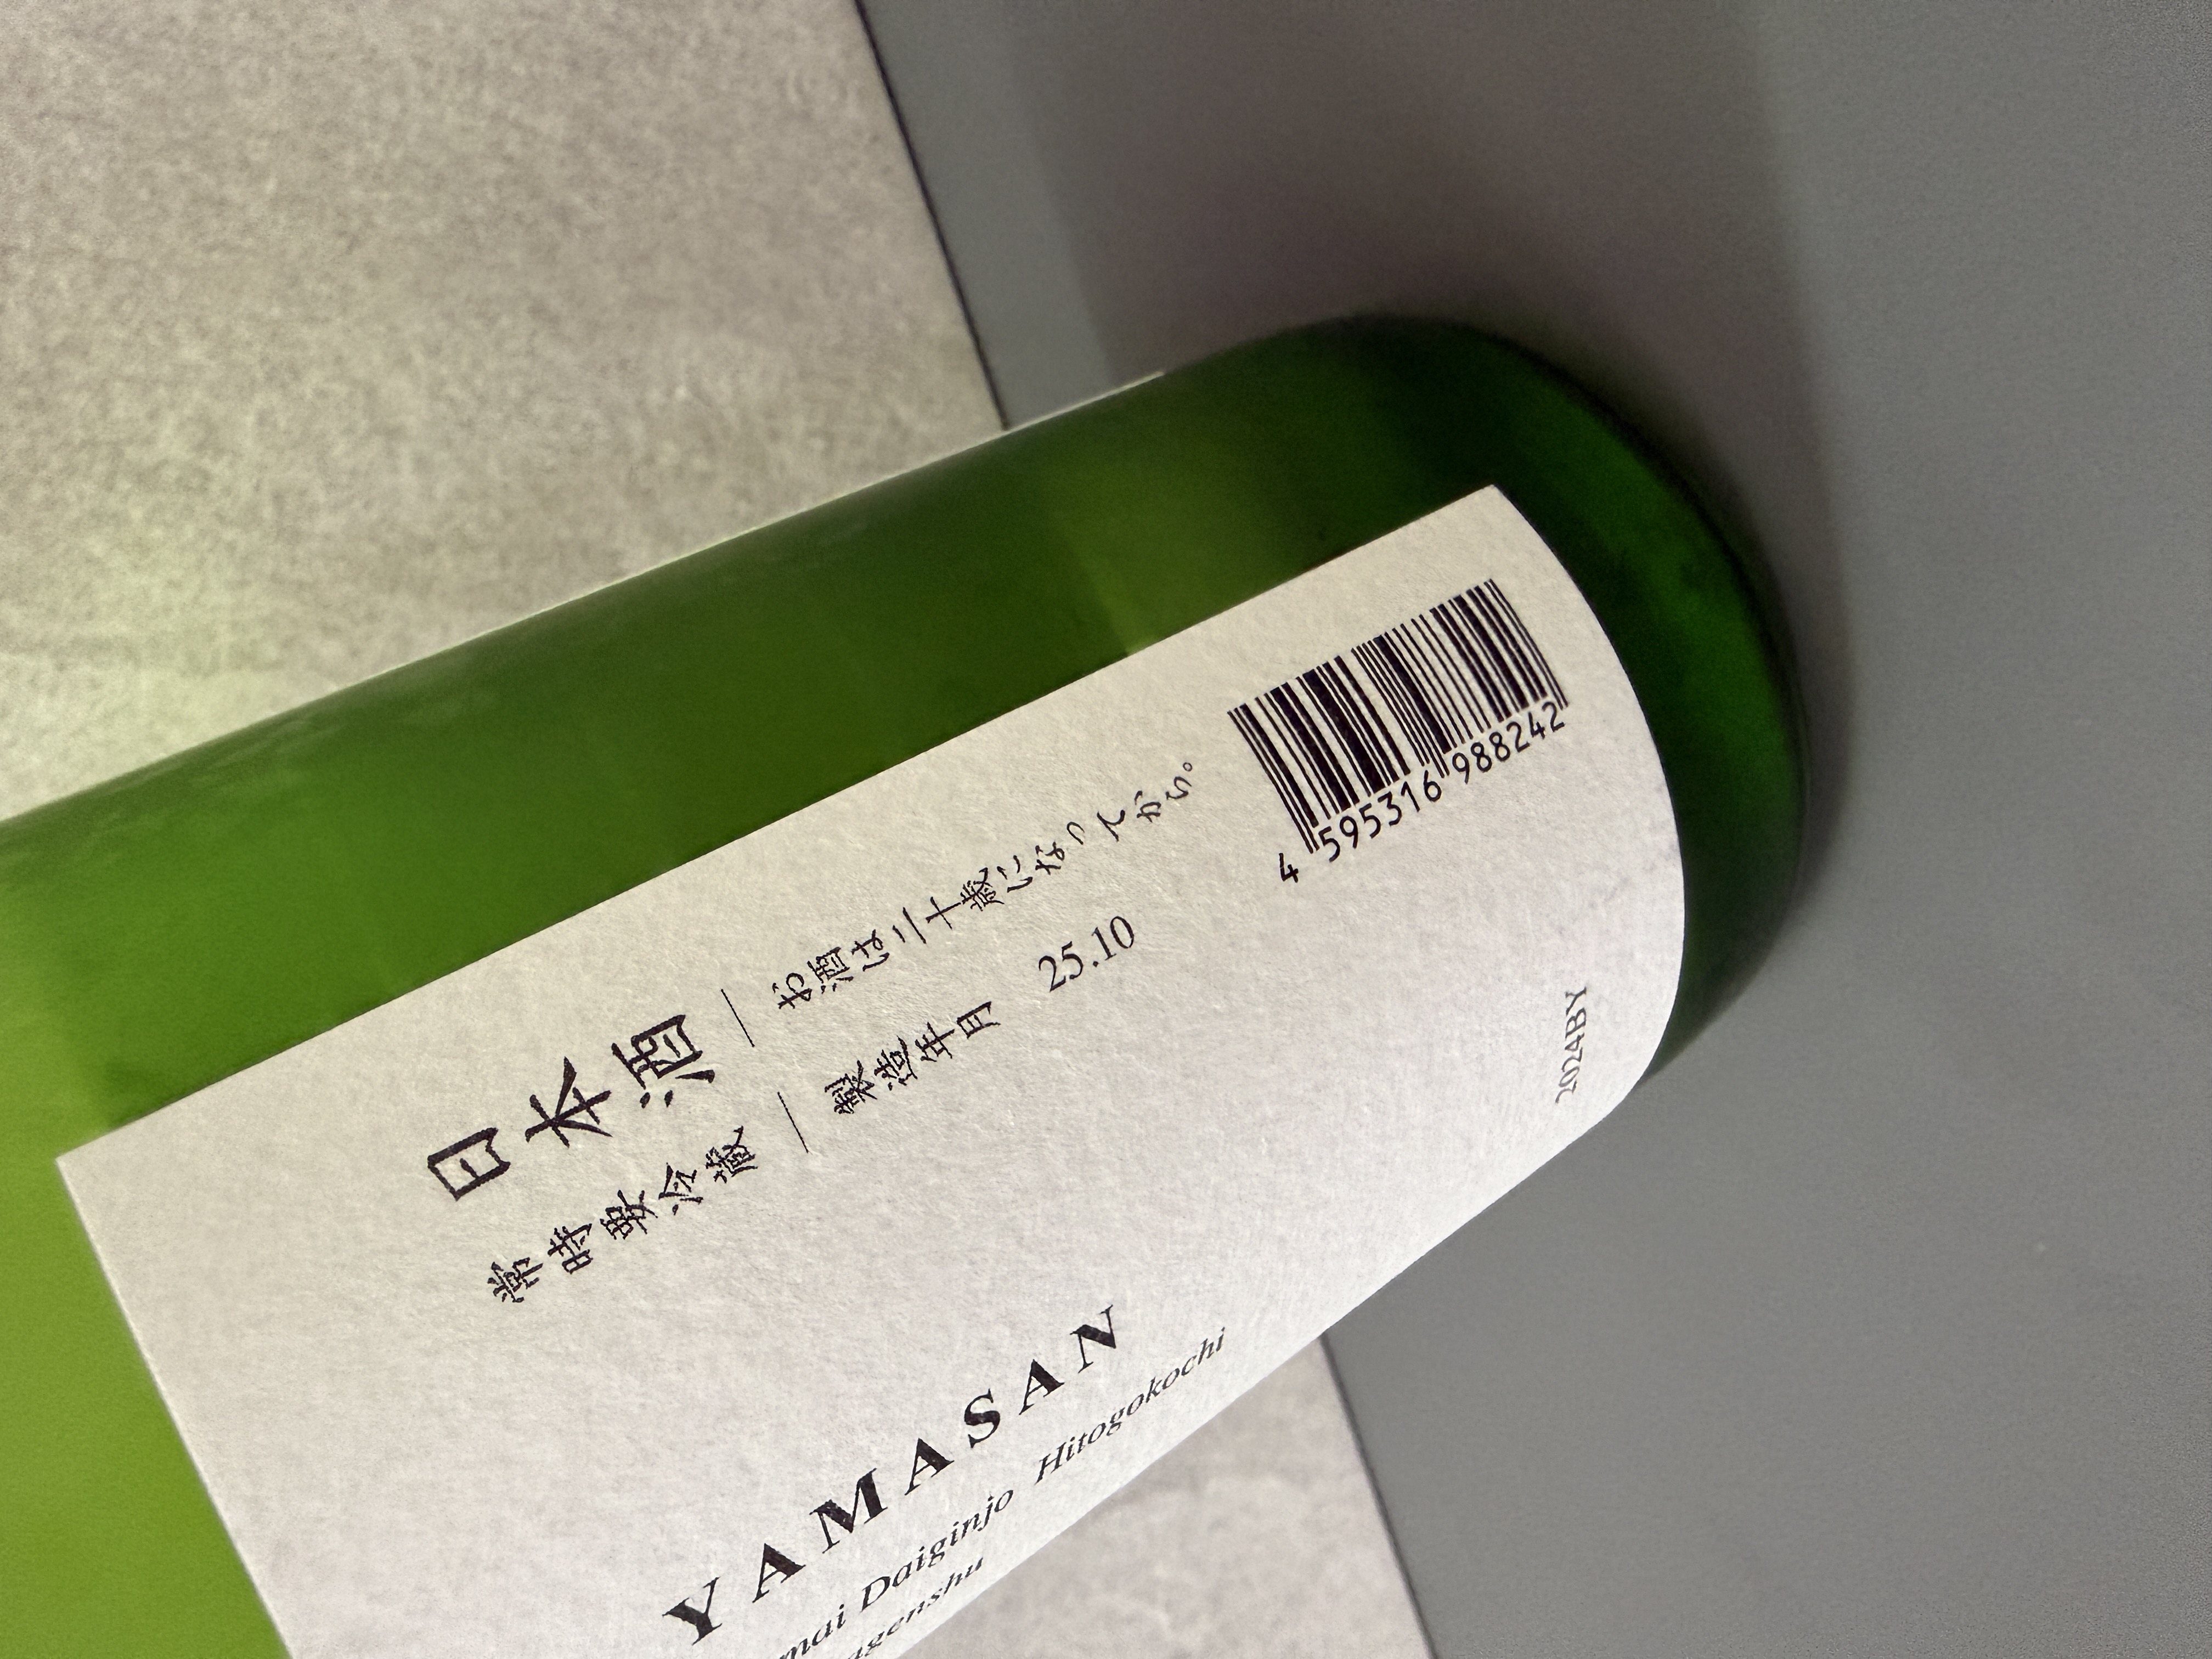 日本酒
お酒は二十歳になってから。
常時要冷蔵
製造年月 25.10
4 595316 988242
2024BY
YAMASAN
Daiginjo Hitogokochi